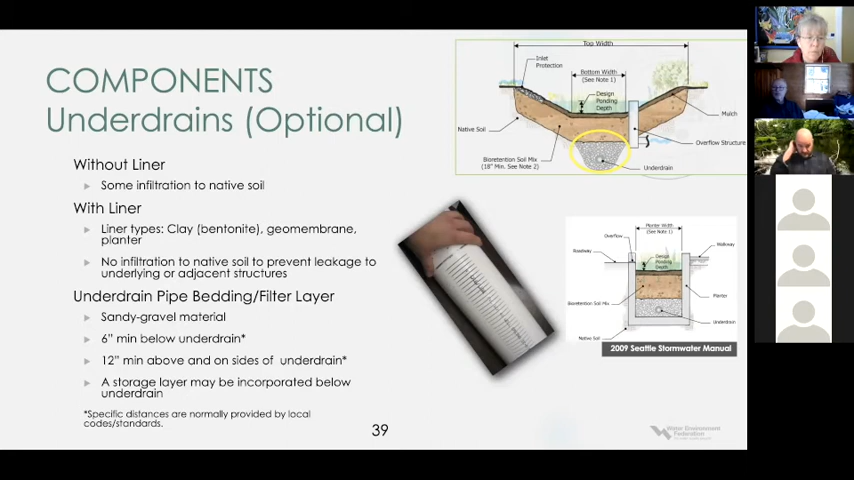 COMPONENTS
Underdrains (Optional)
Without Liner
Some infiltration to native soil
With Liner
Liner types: Clay (bentonite), geomembrane,
planter
No infiltration to native soil to prevent leakage to
underlying or adjacent structures
Underdrain Pipe Bedding/Filter Layer
Sandy-gravel material
6" min below underdrain*
12" min above and on sides of underdrain*
A storage layer may be incorporated below
underdrain
*Specific distances are normally provided by local
codes/standards.
39
Top Width
Inlet
Protection
Bottom Width
(See Note 1)
Design
Ponding
Depth
Mulch
Native Soil
Overflow Structure
Bioretention Soil Mix
(18" Min. See Note 2)
Underdrain
Planter Width
(See Note 1)
Overflow
Roadway
Walkway
Design
Ponding
Depth
Bioretention Soil Mix
Planter
Underdrain
Native Soil
2009 Seattle Stormwater Manual
Water Environment
Federation